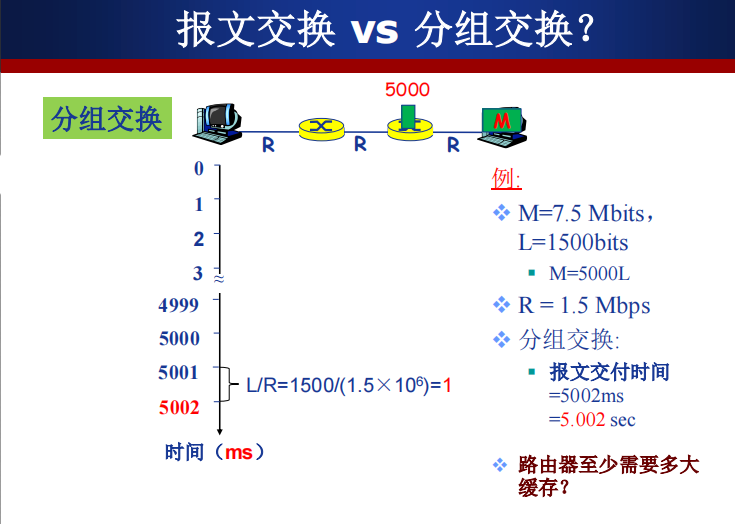 报文交换 vs 分组交换?
5000
分组交换
M
R
R
R
0
1
2
3
4999
5000
5001
5002
L/R=1500/(1.5×10⁶)=1
时间（ms）
例:
M=7.5 Mbits，
L=1500bits
M=5000L
R = 1.5 Mbps
分组交换:
报文交付时间
=5002ms
=5.002 sec
路由器至少需要多大
缓存？